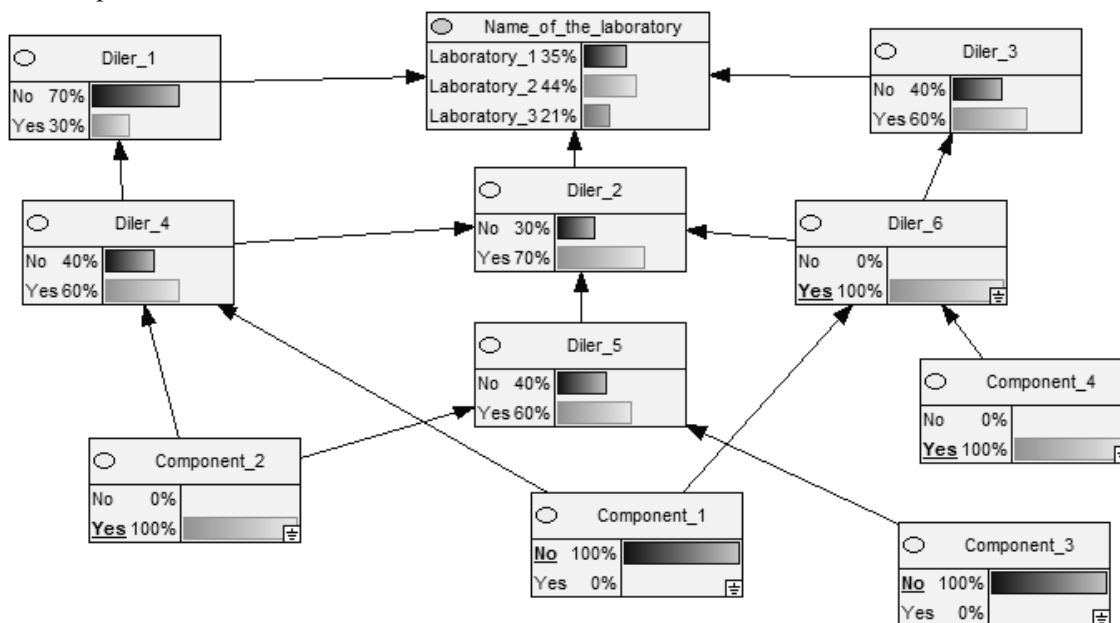 Name_of_the_laboratory
Laboratory_1 35%
Laboratory_2 44%
Laboratory_3 21%
Diler_1
No 70%
Yes 30%
Diler_3
No 40%
Yes 60%
Diler_2
No 30%
Yes 70%
Diler_4
No 40%
Yes 60%
Diler_6
No 0%
Yes 100%
Diler_5
No 40%
Yes 60%
Component_4
No 0%
Yes 100%
Component_2
No 0%
Yes 100%
Component_1
No 100%
Yes 0%
Component_3
No 100%
Yes 0%